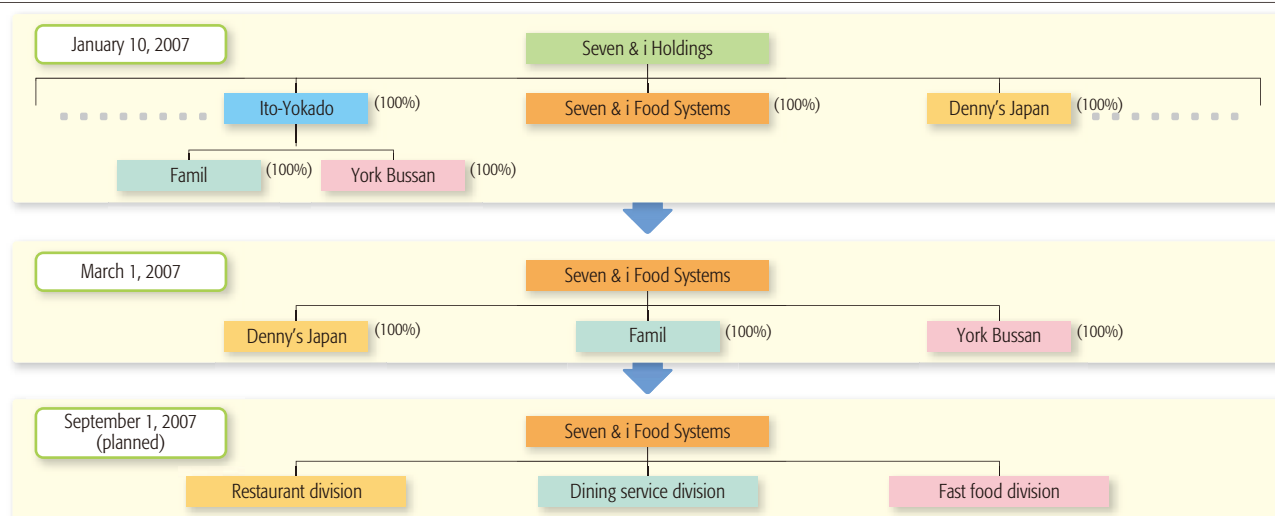 January 10, 2007
Seven & i Holdings
Ito-Yokado (100%)
Seven & i Food Systems (100%)
Denny's Japan (100%)
Famil (100%)
York Bussan (100%)
March 1, 2007
Seven & i Food Systems
Denny's Japan (100%)
Famil (100%)
York Bussan (100%)
September 1, 2007
(planned)
Seven & i Food Systems
Restaurant division
Dining service division
Fast food division